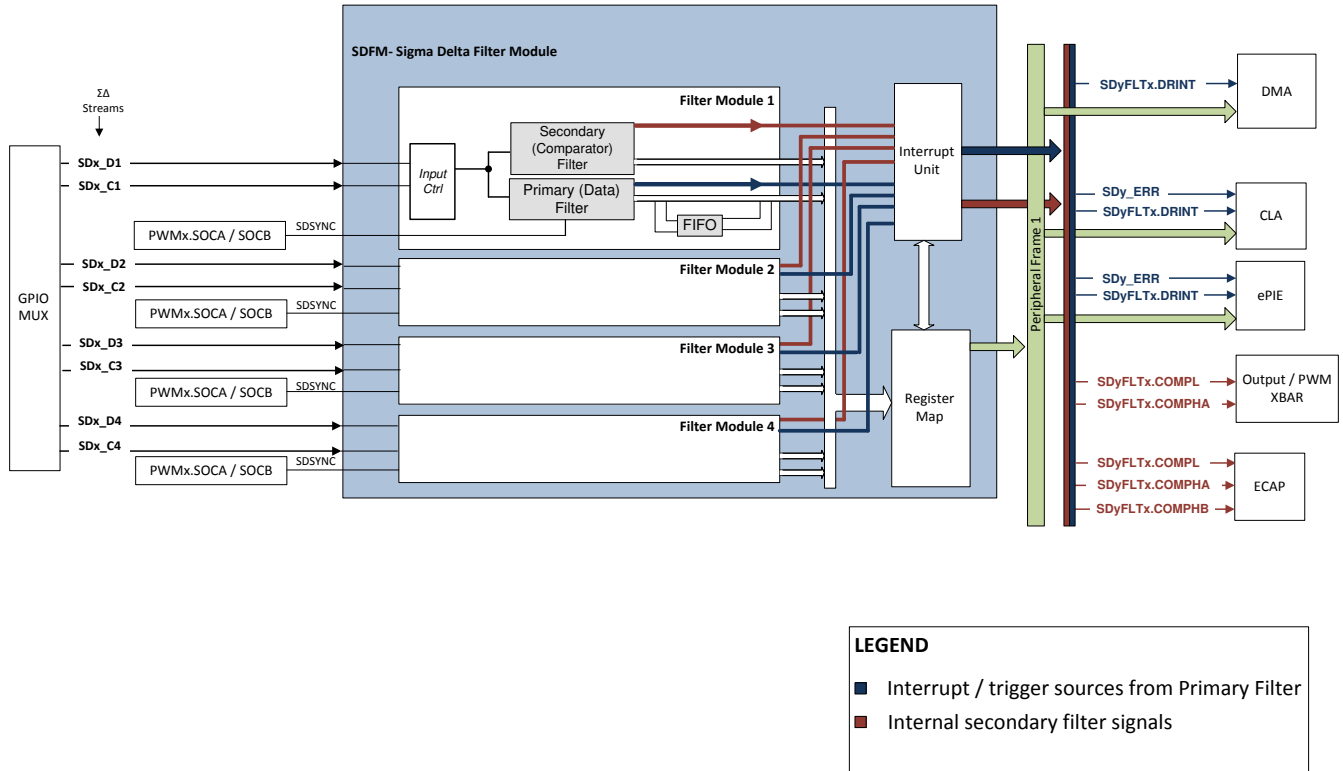 SDFM- Sigma Delta Filter Module
ΣΔ
Streams
GPIO
MUX
SDx_D1
SDx_C1
PWMx.SOCA / SOCB
SDSYNC
SDx_D2
SDx_C2
PWMx.SOCA / SOCB
SDSYNC
SDx_D3
SDx_C3
PWMx.SOCA / SOCB
SDSYNC
SDx_D4
SDx_C4
PWMx.SOCA / SOCB
SDSYNC
Filter Module 1
Input
Ctrl
Secondary
(Comparator)
Filter
Primary (Data)
Filter
FIFO
Filter Module 2
Filter Module 3
Filter Module 4
Interrupt
Unit
Register
Map
Peripheral Frame 1
SDyFLTx.DRINT
DMA
SDy_ERR
SDyFLTx.DRINT
CLA
SDy_ERR
SDyFLTx.DRINT
ePIE
SDyFLTx.COMPL
SDyFLTx.COMPHA
Output / PWM
XBAR
SDyFLTx.COMPL
SDyFLTx.COMPHA
SDyFLTx.COMPHB
ECAP
LEGEND
Interrupt / trigger sources from Primary Filter
Internal secondary filter signals